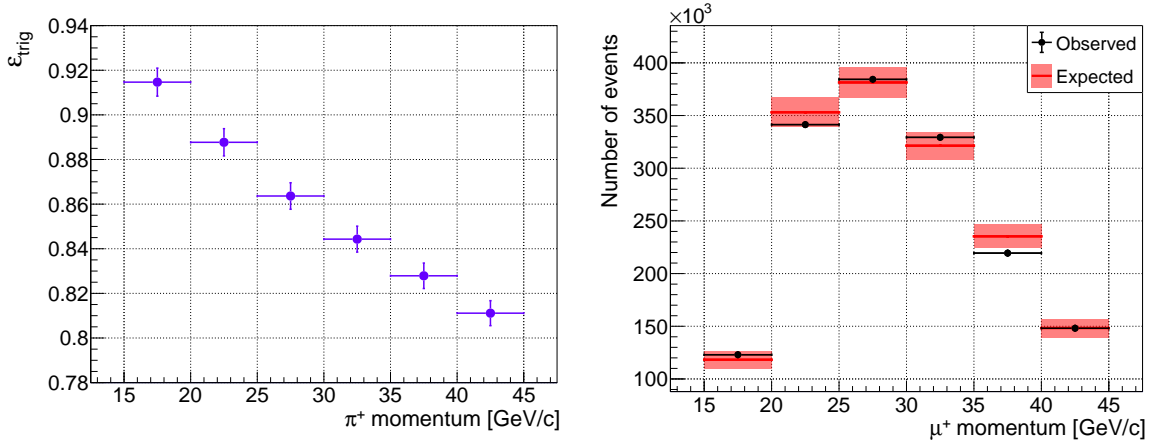 0.94
0.92
0.9
0.88
0.86
0.84
0.82
0.8
0.78
ε_trig
15 20 25 30 35 40 45
π⁺ momentum [GeV/c]
×10³
400
350
300
250
200
150
100
Number of events
Observed
Expected
15 20 25 30 35 40 45
μ⁺ momentum [GeV/c]